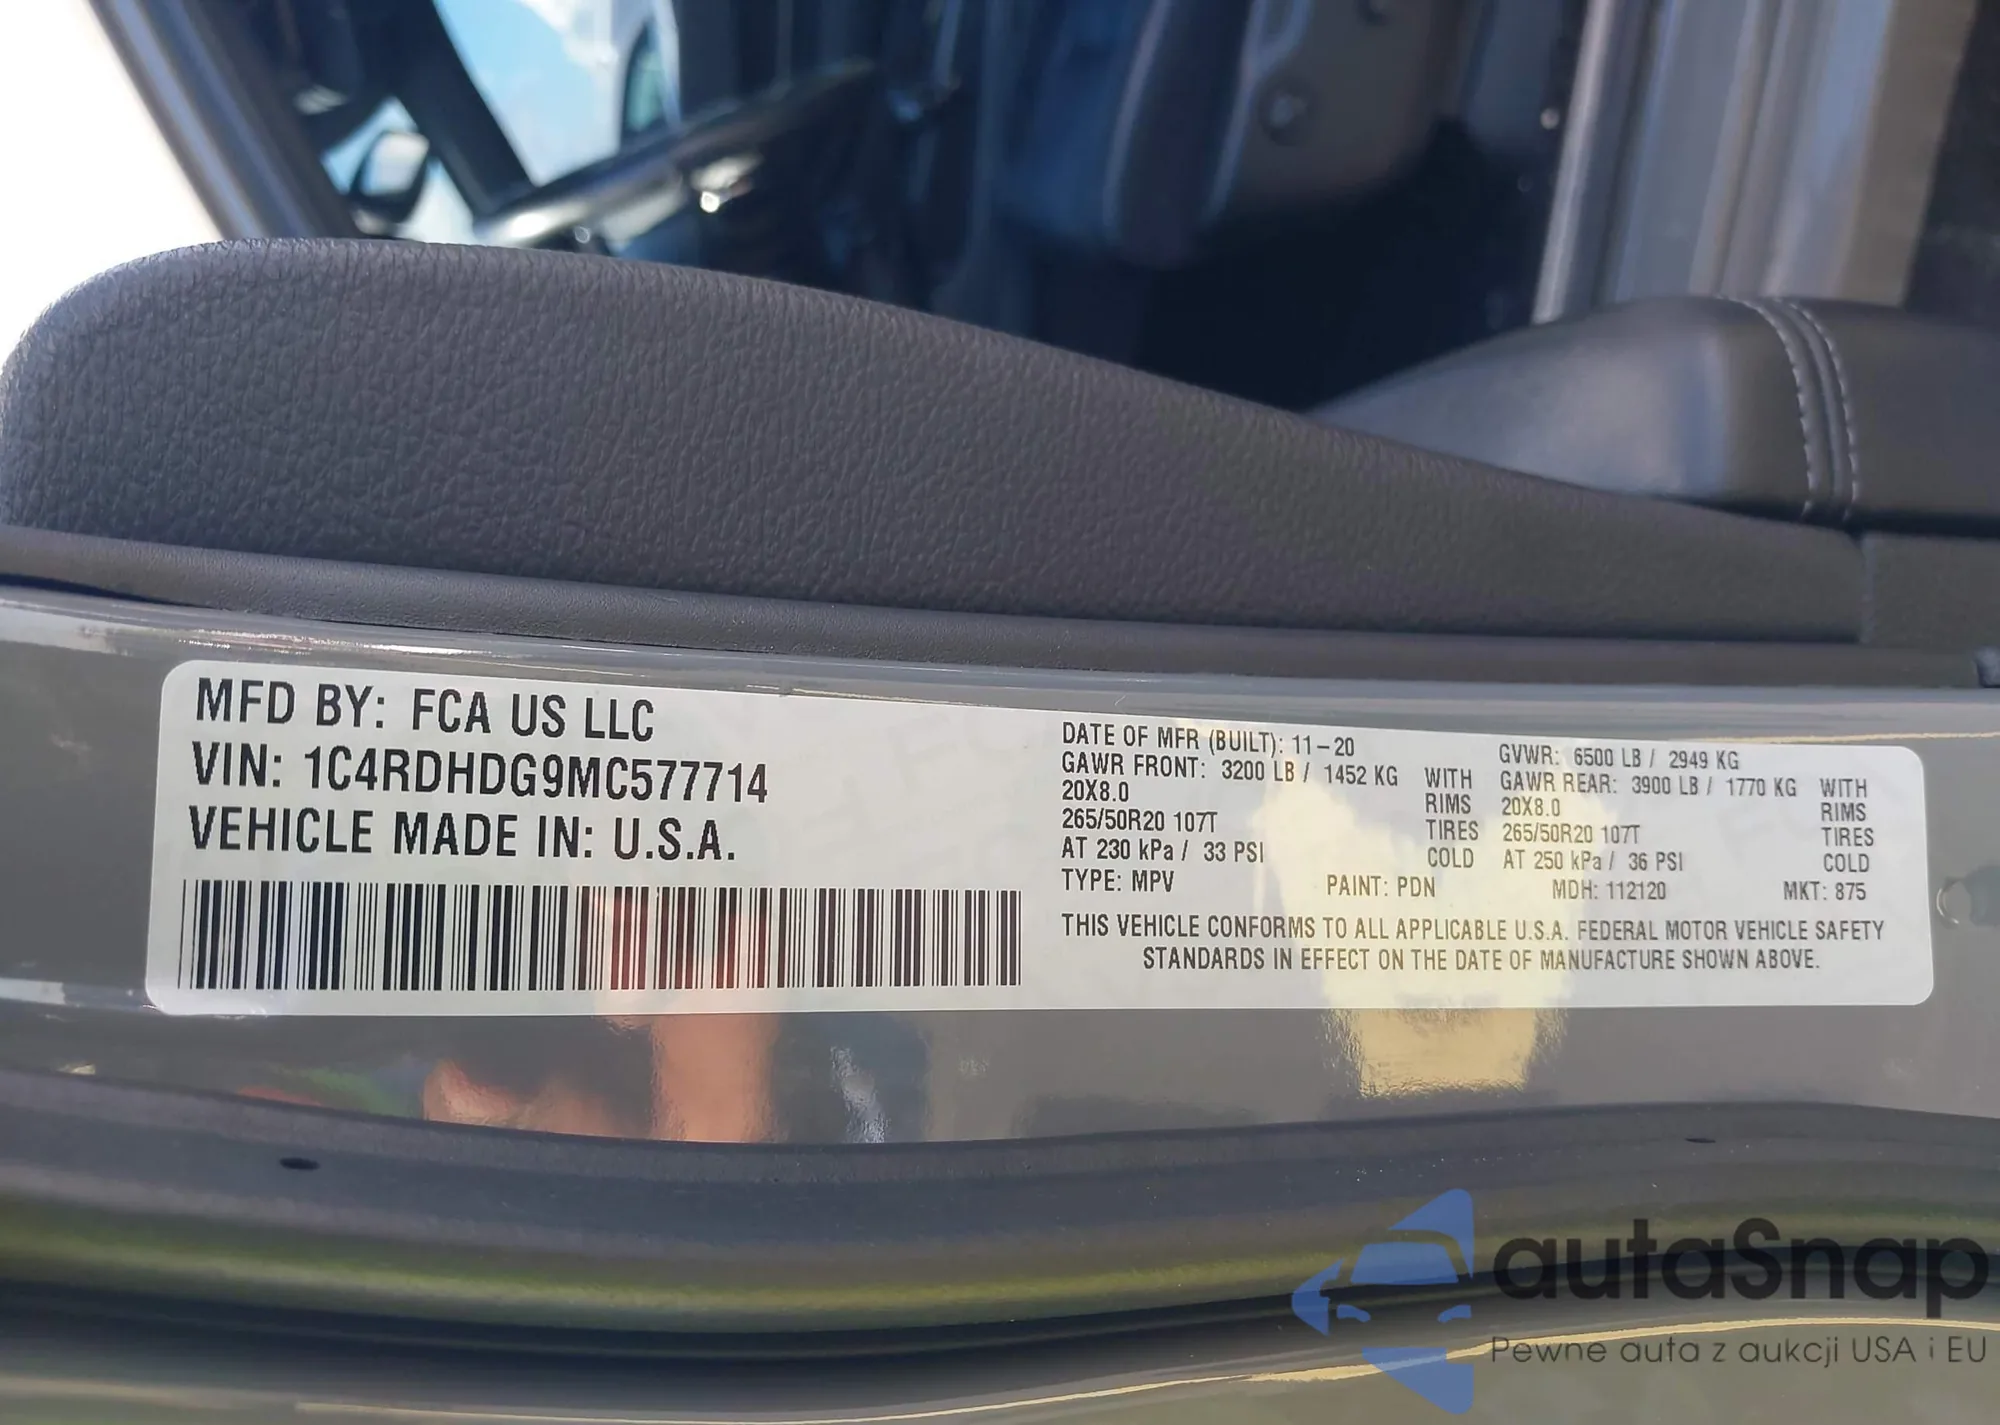 MFD BY: FCA US LLC
VIN: 1C4RDHDG9MC577714
VEHICLE MADE IN: U.S.A.
DATE OF MFR (BUILT): 11-20 GVWR: 6500 LB / 2949 KG
GAWR FRONT: 3200 LB / 1452 KG WITH GAWR REAR: 3900 LB / 1770 KG WITH
20X8.0 RIMS 20X8.0 RIMS
265/50R20 107T TIRES 265/50R20 107T TIRES
AT 230 kPa / 33 PSI COLD AT 250 kPa / 36 PSI COLD
TYPE: MPV PAINT: PDN MDH: 112120 MKT: 875
THIS VEHICLE CONFORMS TO ALL APPLICABLE U.S.A. FEDERAL MOTOR VEHICLE SAFETY
STANDARDS IN EFFECT ON THE DATE OF MANUFACTURE SHOWN ABOVE.
autaSnap
Pewne auta z aukcji USA i EU